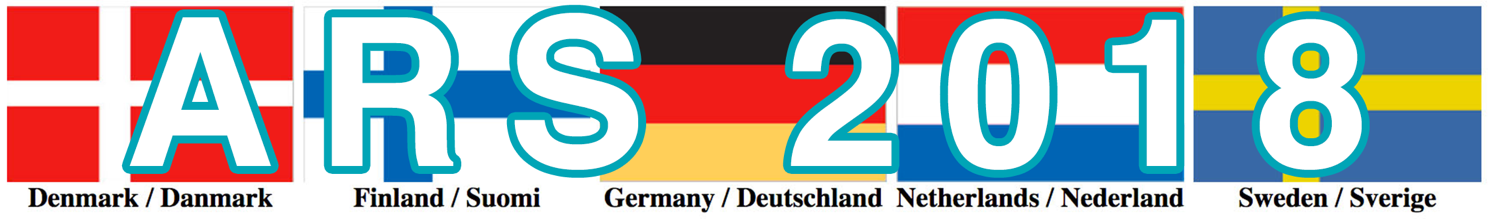 ARS 2018
Denmark / Danmark Finland / Suomi Germany / Deutschland Netherlands / Nederland Sweden / Sverige